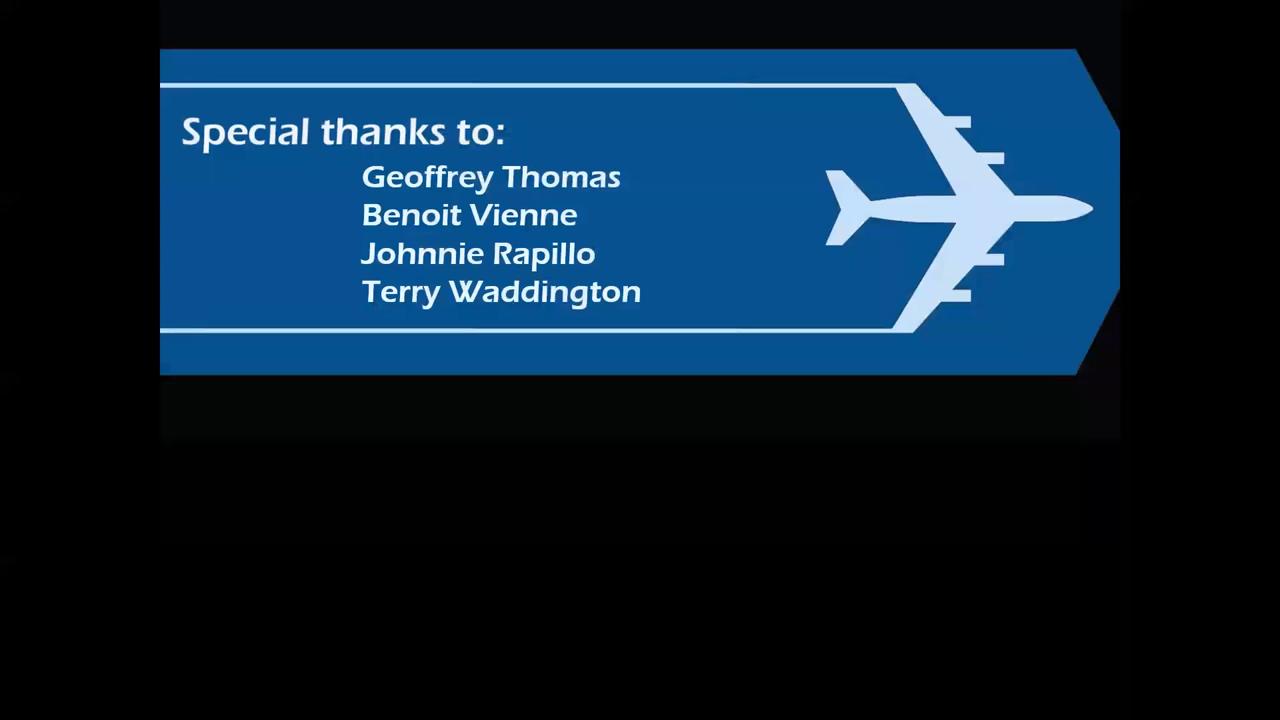 Special thanks to:
Geoffrey Thomas
Benoit Vienne
Johnnie Rapillo
Terry Waddington